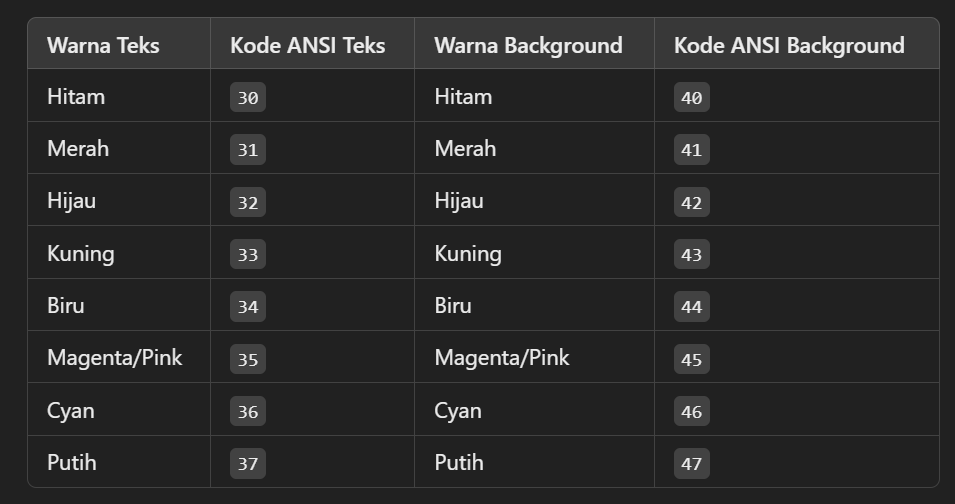 Warna Teks Kode ANSI Teks Warna Background Kode ANSI Background
Hitam 30 Hitam 40
Merah 31 Merah 41
Hijau 32 Hijau 42
Kuning 33 Kuning 43
Biru 34 Biru 44
Magenta/Pink 35 Magenta/Pink 45
Cyan 36 Cyan 46
Putih 37 Putih 47